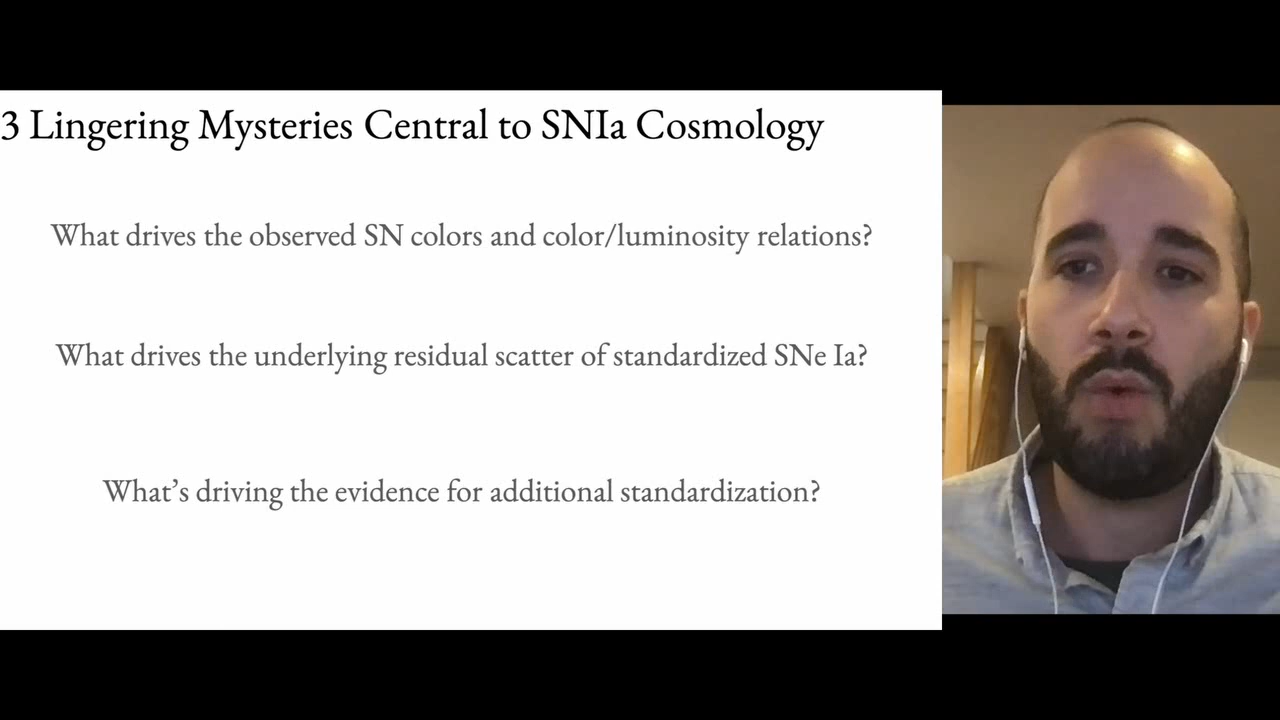 3 Lingering Mysteries Central to SNIa Cosmology
What drives the observed SN colors and color/luminosity relations?
What drives the underlying residual scatter of standardized SNe Ia?
What’s driving the evidence for additional standardization?